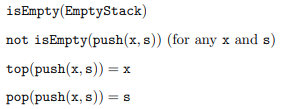 isEmpty(EmptyStack)
not isEmpty(push(x,s)) (for any x and s)
top(push(x,s)) = x
pop(push(x,s)) = s